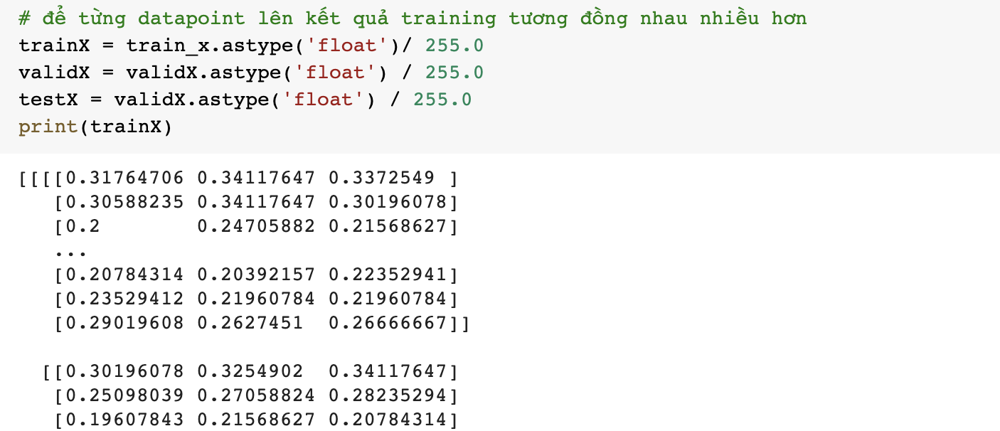 # để từng datapoint lên kết quả training tương đồng nhau nhiều hơn
trainX = train_x.astype('float')/ 255.0
validX = validX.astype('float') / 255.0
testX = validX.astype('float') / 255.0
print(trainX)
[[[[0.31764706 0.34117647 0.3372549 ]
[0.30588235 0.34117647 0.30196078]
[0.2 0.24705882 0.21568627]
...
[0.20784314 0.20392157 0.22352941]
[0.23529412 0.21960784 0.21960784]
[0.29019608 0.2627451 0.26666667]]
[[0.30196078 0.3254902 0.34117647]
[0.25098039 0.27058824 0.28235294]
[0.19607843 0.21568627 0.20784314]